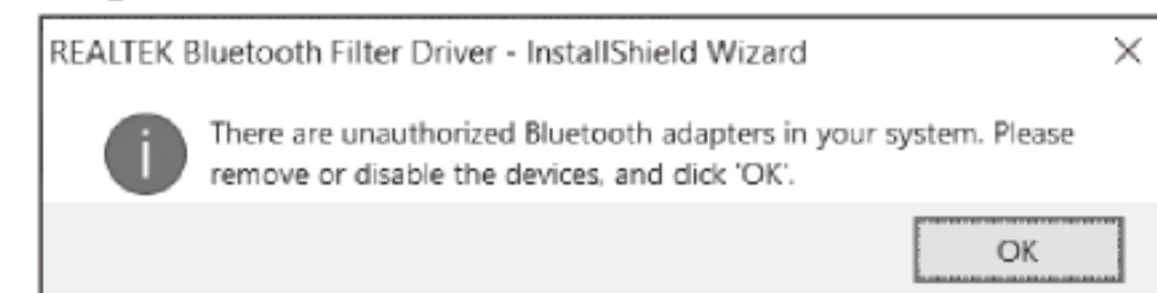 REALTEK Bluetooth Filter Driver - InstallShield Wizard
There are unauthorized Bluetooth adapters in your system. Please
remove or disable the devices, and click 'OK'.
OK